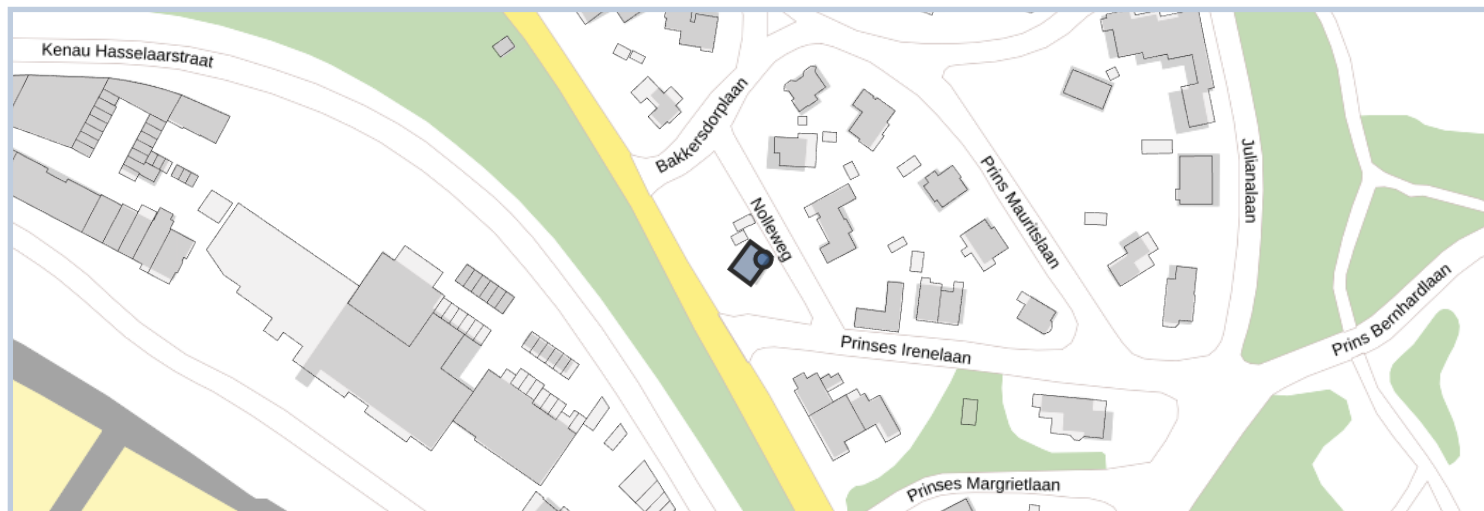 Kenau Hasselaarstraat
Bakkersdorplaan
Nolleweg
Prins Mauritslaan
Julianalaan
Prins Bernhardlaan
Prinses Irenelaan
Prinses Margrietlaan